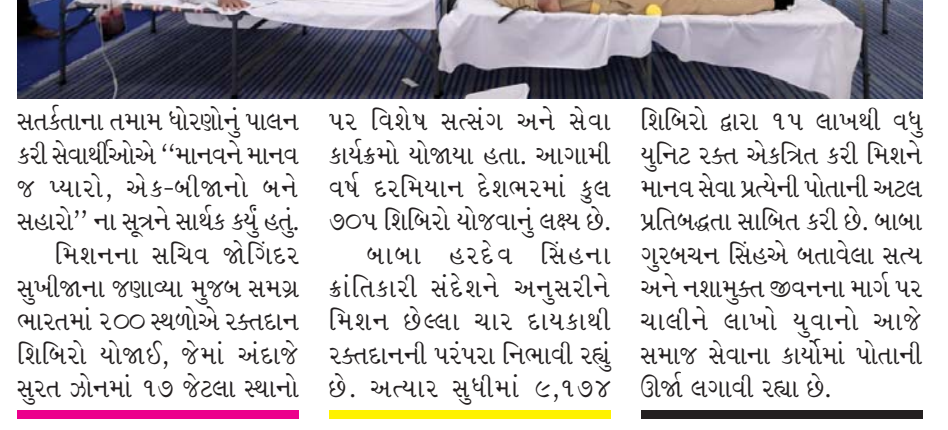 સતર્કતાના તમામ ધોરણોનું પાલન
કરી સેવાર્થીઓએ ‘‘માનવને માનવ
જ પ્યારો, એક-બીજાનો બને
સહારો’’ ના સૂત્રને સાર્થક કર્યું હતું.
મિશનના સચિવ જોગિંદર
સુખીજાના જણાવ્યા મુજબ સમગ્ર
ભારતમાં ૨૦૦ સ્થળોએ રક્તદાન
શિબિરો યોજાઈ, જેમાં અંદાજે
સુરત ઝોનમાં ૧૭ જેટલા સ્થાનો
પર વિશેષ સત્સંગ અને સેવા
કાર્યક્રમો યોજાયા હતા. આગામી
વર્ષ દરમિયાન દેશભરમાં કુલ
૭૦૫ શિબિરો યોજવાનું લક્ષ્ય છે.
બાબા હરદેવ સિંહના
ક્રાંતિકારી સંદેશને અનુસરીને
મિશન છેલ્લા ચાર દાયકાથી
રક્તદાનની પરંપરા નિભાવી રહ્યું
છે. અત્યાર સુધીમાં ૯,૧૭૪
શિબિરો દ્વારા ૧૫ લાખથી વધુ
યુનિટ રક્ત એકત્રિત કરી મિશને
માનવ સેવા પ્રત્યેની પોતાની અટલ
પ્રતિબદ્ધતા સાબિત કરી છે. બાબા
ગુરબચન સિંહએ બતાવેલા સત્ય
અને નશામુક્ત જીવનના માર્ગ પર
ચાલીને લાખો યુવાનો આજે
સમાજ સેવાના કાર્યોમાં પોતાની
ઊર્જા લગાવી રહ્યા છે.